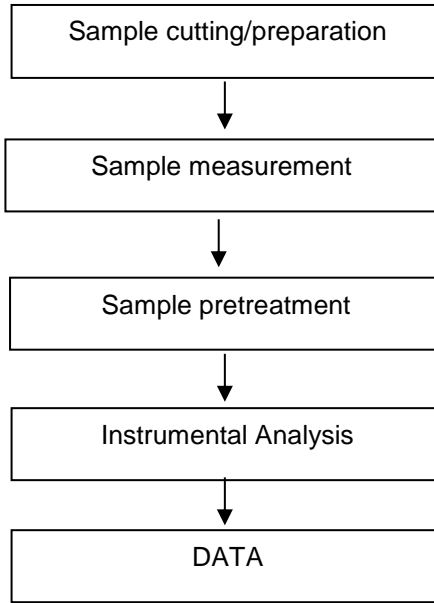 Sample cutting/preparation
Sample measurement
Sample pretreatment
Instrumental Analysis
DATA